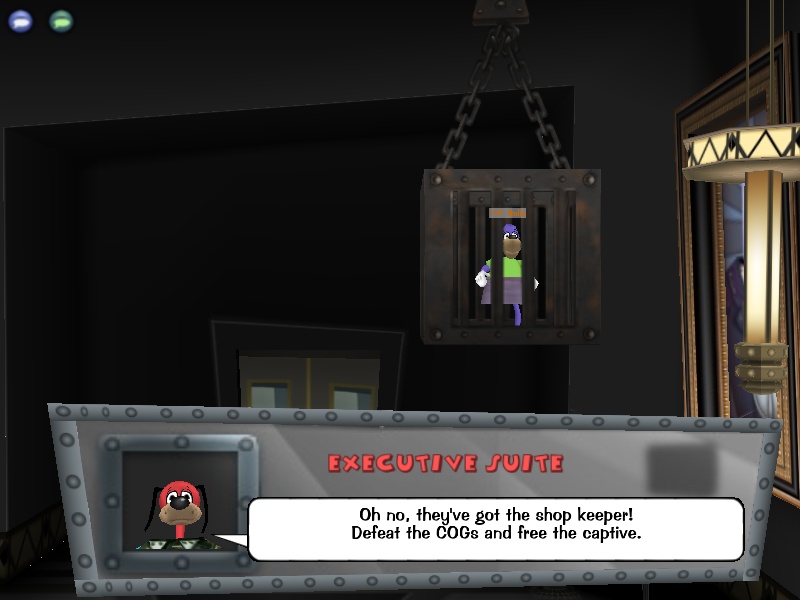 EXECUTIVE SUITE
Oh no, they've got the shop keeper!
Defeat the COGs and free the captive.